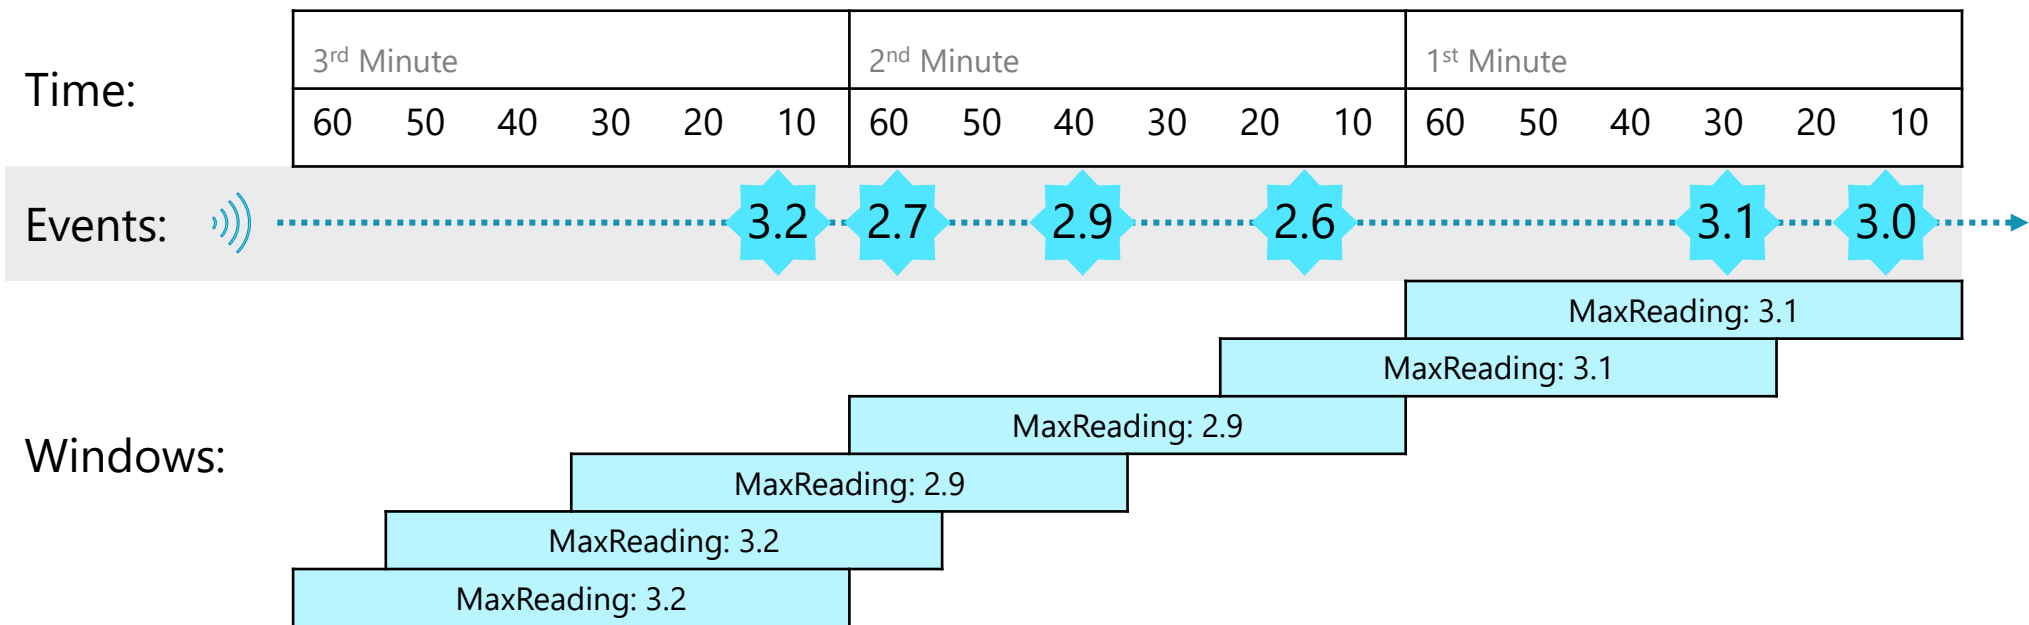 Time:
3rd Minute 2nd Minute 1st Minute
60 50 40 30 20 10 60 50 40 30 20 10 60 50 40 30 20 10
Events:
3.2 2.7 2.9 2.6 3.1 3.0
Windows:
MaxReading: 3.1
MaxReading: 3.1
MaxReading: 2.9
MaxReading: 2.9
MaxReading: 3.2
MaxReading: 3.2